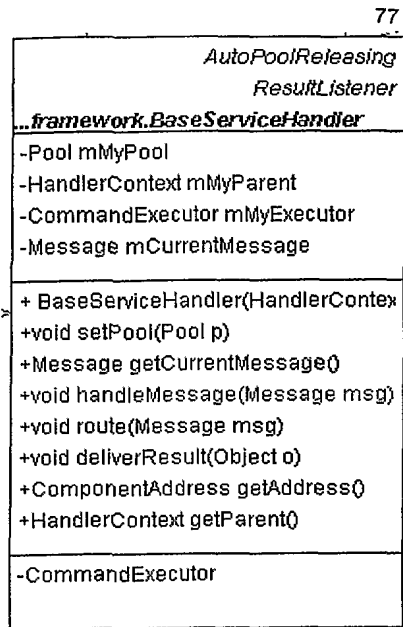 77
AutoPoolReleasing
ResultListener
...framework.BaseServiceHandler
-Pool mMyPool
-HandlerContext mMyParent
-CommandExecutor mMyExecutor
-Message mCurrentMessage
+ BaseServiceHandler(HandlerContex
+void setPool(Pool p)
+Message getCurrentMessage()
+void handleMessage(Message msg)
+void route(Message msg)
+void deliverResult(Object o)
+ComponentAddress getAddress()
+HandlerContext getParent()
-CommandExecutor